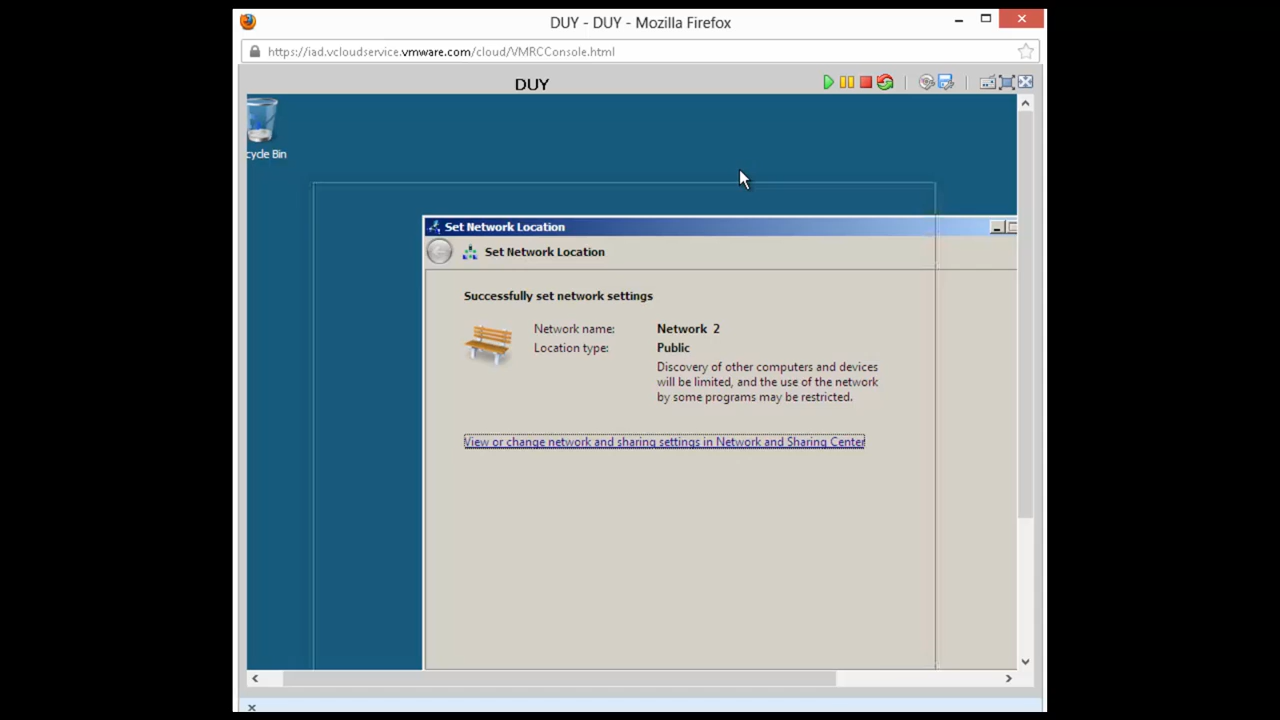 DUY - DUY - Mozilla Firefox
https://iad.vcloudservice.vmware.com/cloud/VMRCConsole.html
DUY
cycle Bin
Set Network Location
Set Network Location
Successfully set network settings
Network name: Network 2
Location type: Public
Discovery of other computers and devices
will be limited, and the use of the network
by some programs may be restricted.
View or change network and sharing settings in Network and Sharing Center